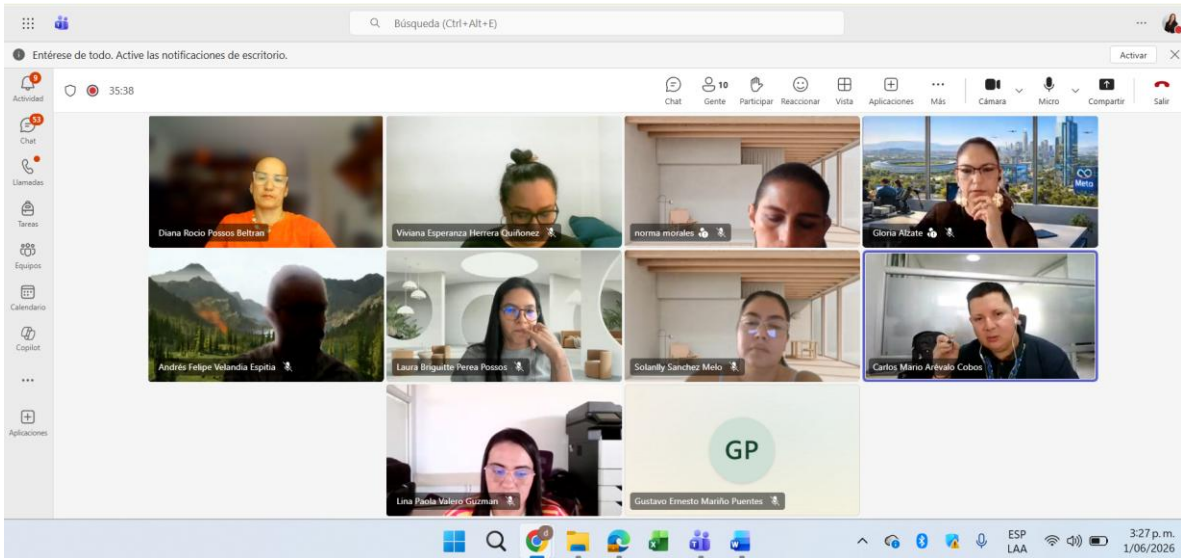 Búsqueda (Ctrl+Alt+E)
Entérese de todo. Active las notificaciones de escritorio.
Activar
9
Actividad
35:38
10
Chat
Gente
Participar
Reaccionar
Vista
Aplicaciones
Más
Cámara
Micro
Compartir
Salir
53
Chat
Llamadas
Tareas
Equipos
Calendario
Copilot
Aplicaciones
Diana Rocio Possos Beltran
Viviana Esperanza Herrera Quiñonez
norma morales
Meto
Gloria Alzate
Andrés Felipe Velandia Espitia
Laura Briguitte Perea Possos
Solanlly Sanchez Melo
Carlos Mario Arévalo Cobos
Lina Paola Valero Guzman
GP
Gustavo Ernesto Mariño Puentes
ESP
LAA
3:27 p. m.
1/06/2026